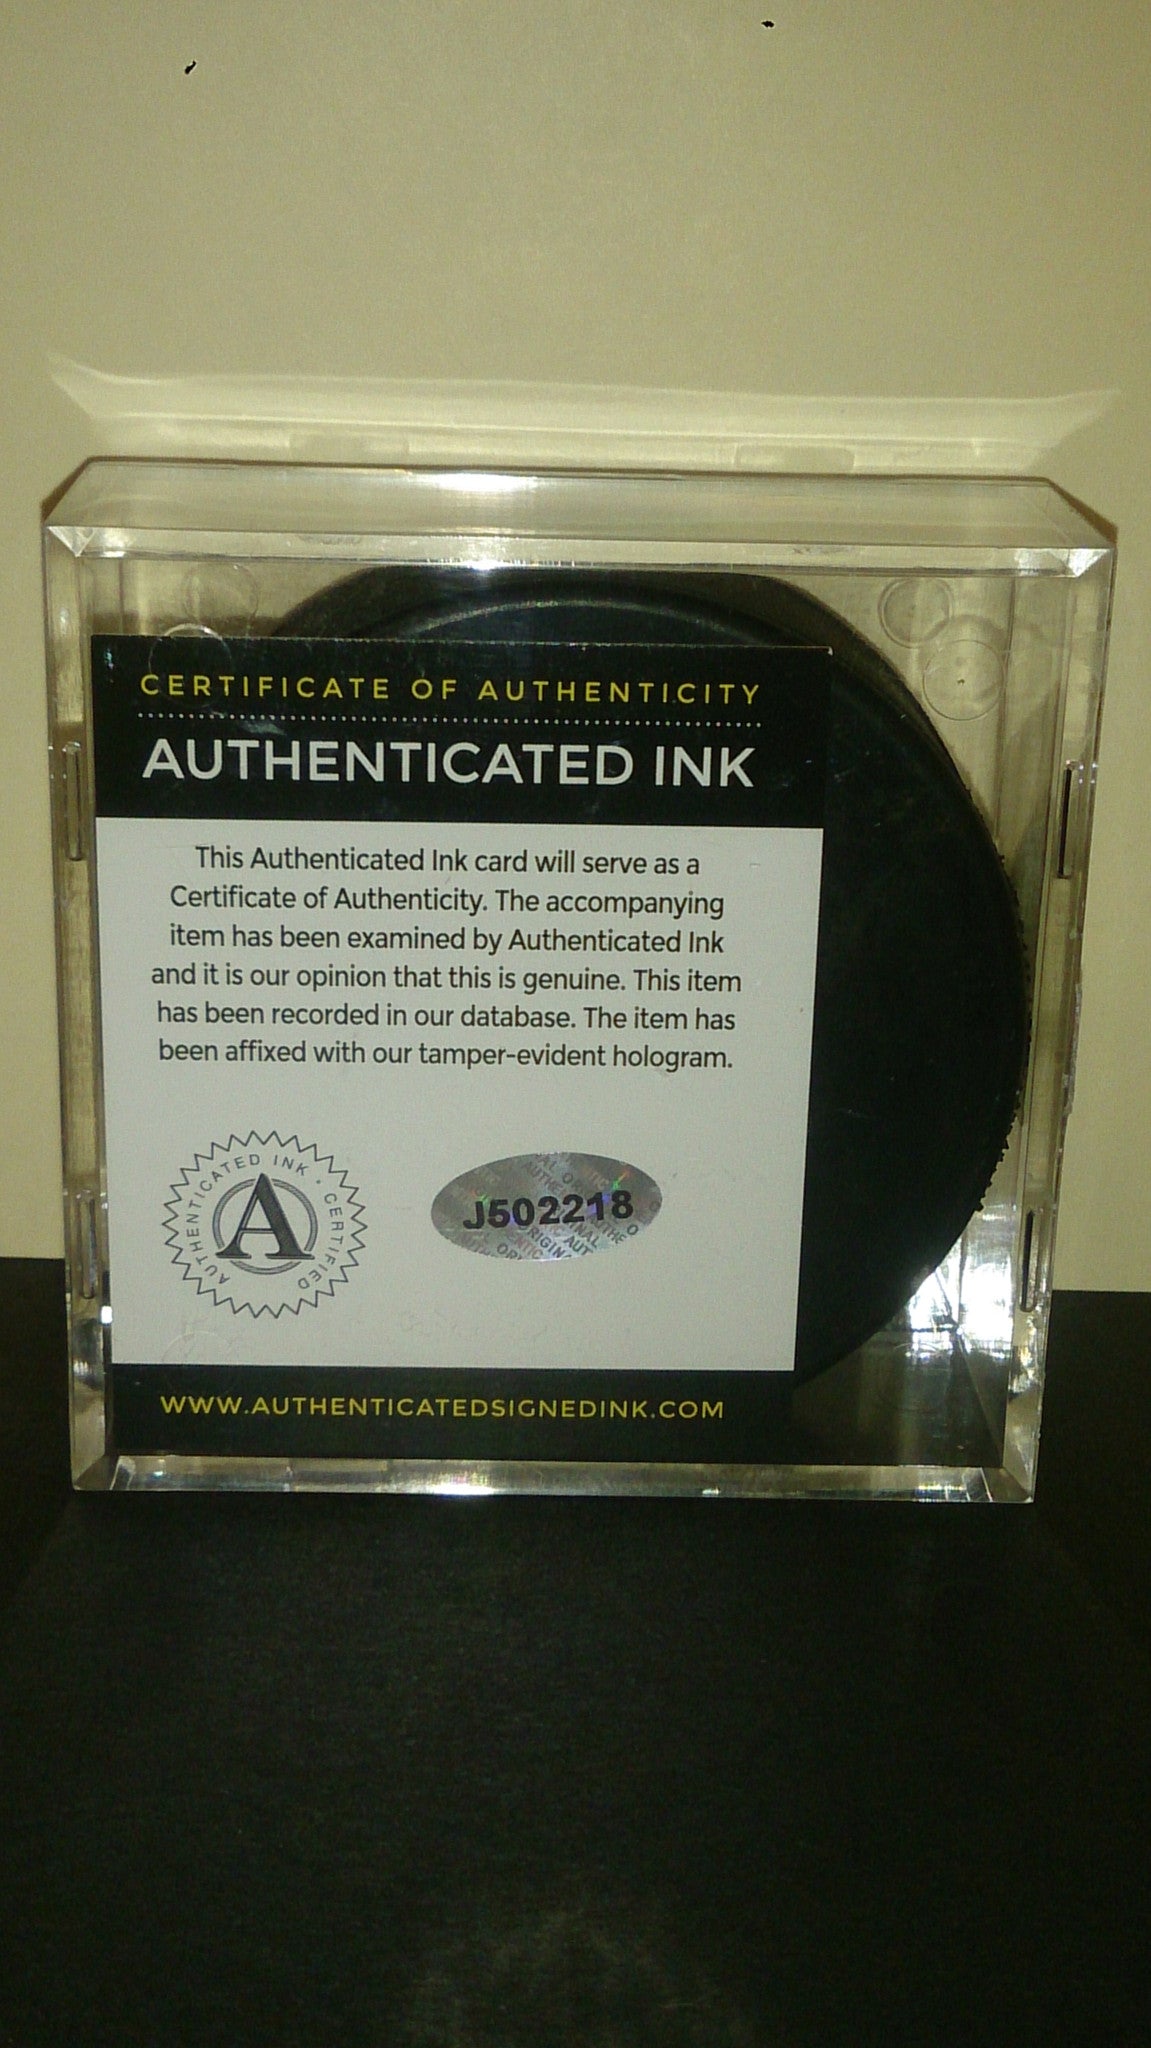 CERTIFICATE OF AUTHENTICITY
AUTHENTICATED INK
This Authenticated Ink card will serve as a
Certificate of Authenticity. The accompanying
item has been examined by Authenticated Ink
and it is our opinion that this is genuine. This item
has been recorded in our database. The item has
been affixed with our tamper-evident hologram.
AUTHENTICATED INK · CERTIFIED
A
J502218
WWW.AUTHENTICATEDSIGNEDINK.COM